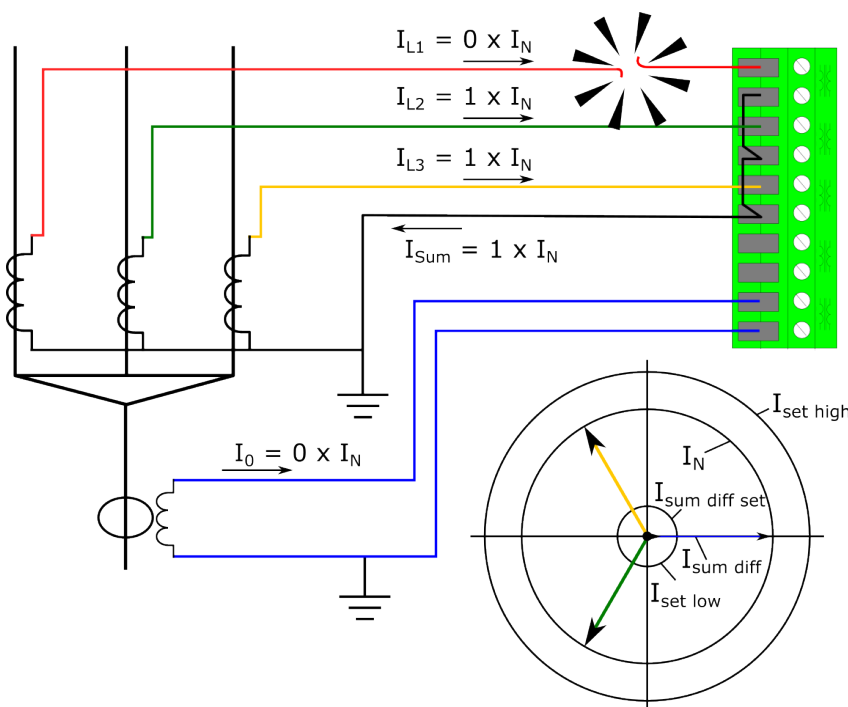 I_L1 = 0 x I_N
I_L2 = 1 x I_N
I_L3 = 1 x I_N
I_Sum = 1 x I_N
I_0 = 0 x I_N
I_set high
I_N
I_sum diff set
I_sum diff
I_set low